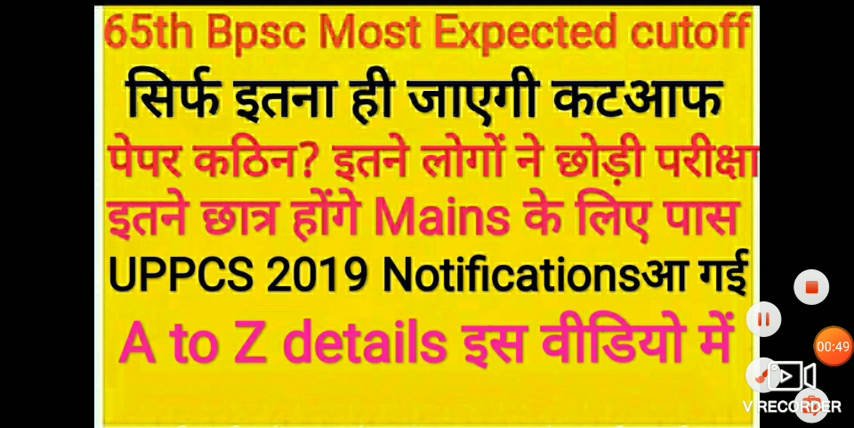 65th Bpsc Most Expected cutoff
सिर्फ इतना ही जाएगी कटआफ
पेपर कठिन? इतने लोगों ने छोड़ी परीक्षा
इतने छात्र होंगे Mains के लिए पास
UPPCS 2019 Notificationsआ गई
A to Z details इस वीडियो में
00:49
V RECORDER